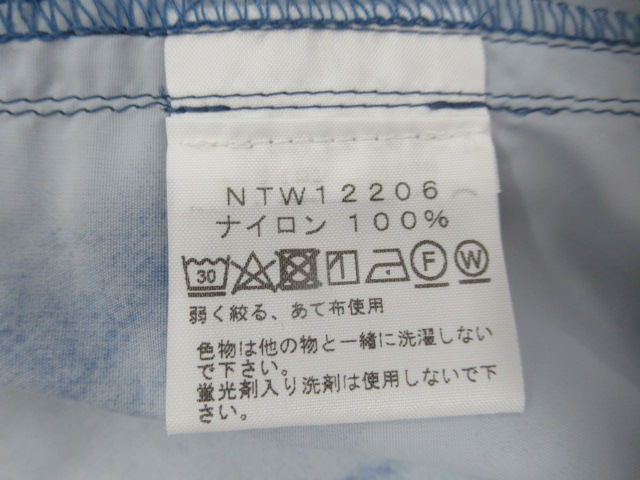 NTW12206
ナイロン 100%
30 F W
弱く絞る、あて布使用
色物は他の物と一緒に洗濯しない
で下さい。
蛍光剤入り洗剤は使用しないで下
さい。